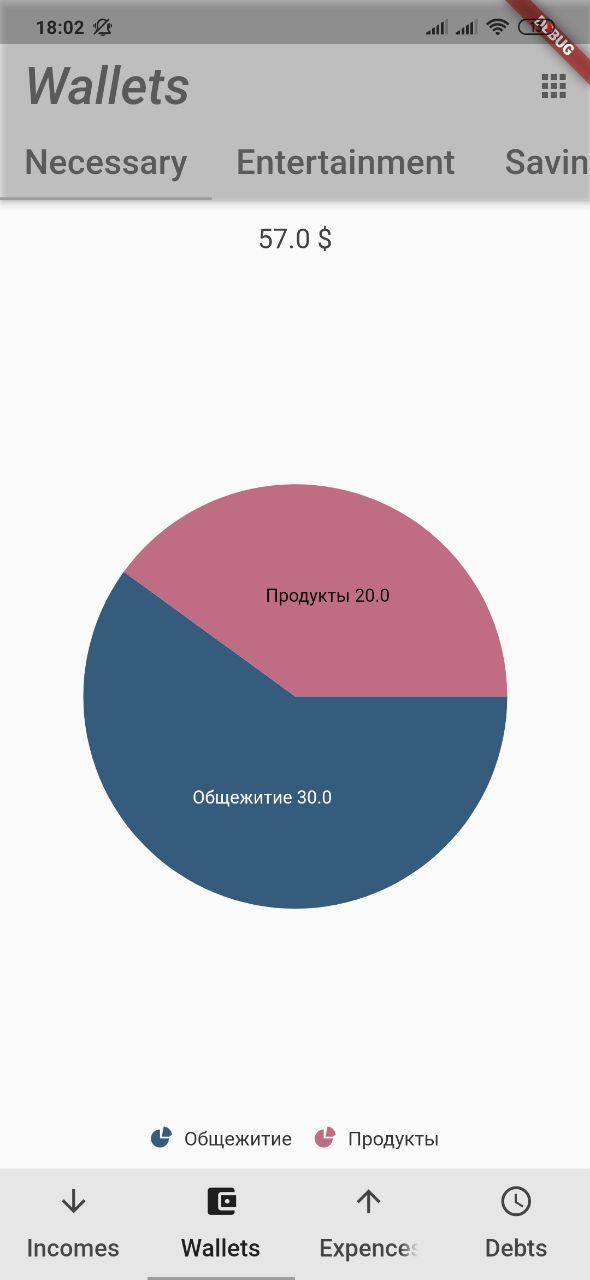 18:02
DEBUG
Wallets
Necessary Entertainment Savin
57.0 $
Продукты 20.0
Общежитие 30.0
Общежитие Продукты
Incomes Wallets Expences Debts